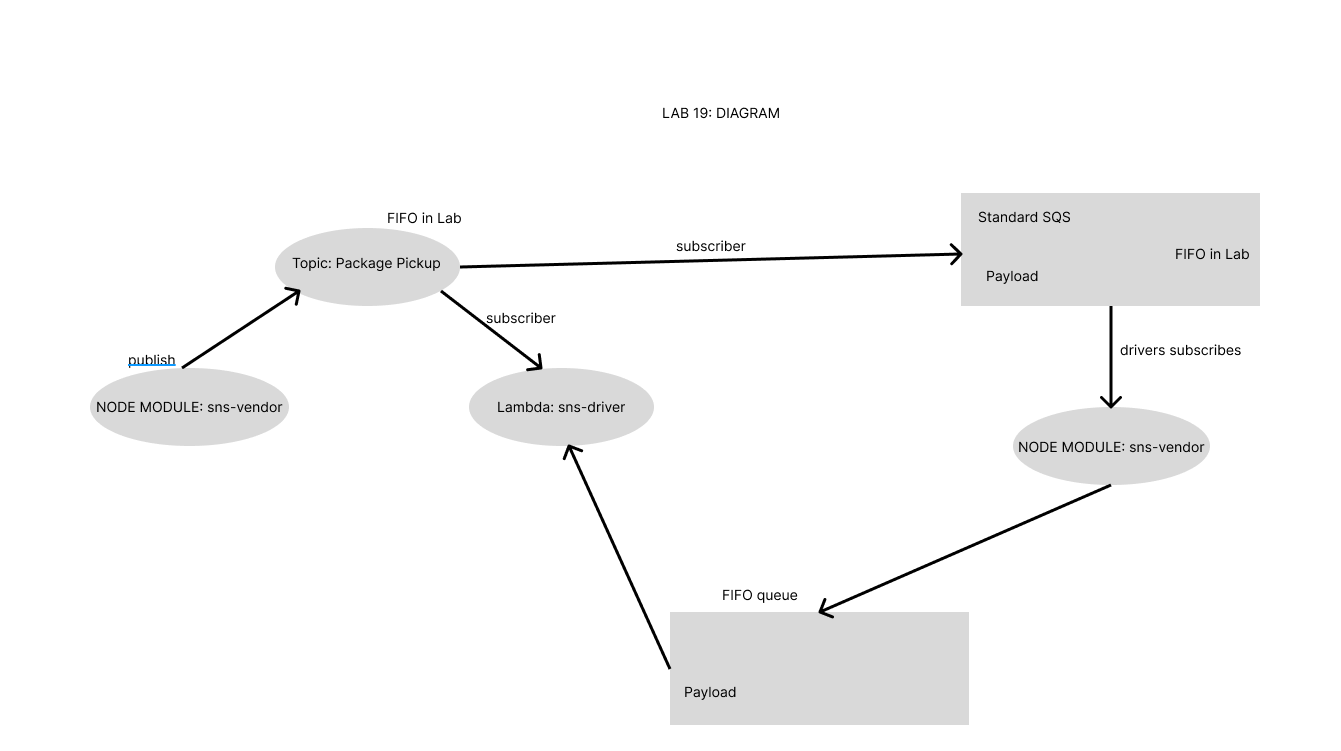 LAB 19: DIAGRAM
FIFO in Lab
Topic: Package Pickup
subscriber
Standard SQS
FIFO in Lab
Payload
subscriber
publish
drivers subscribes
NODE MODULE: sns-vendor
Lambda: sns-driver
NODE MODULE: sns-vendor
FIFO queue
Payload